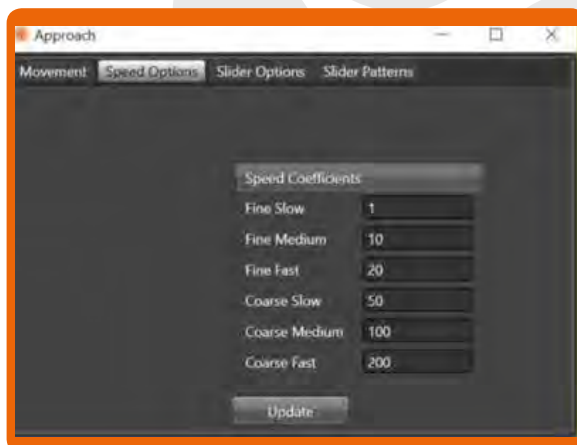 Approach
Movement Speed Options Slider Options Slider Patterns
Speed Coefficients
Fine Slow 1
Fine Medium 10
Fine Fast 20
Coarse Slow 50
Coarse Medium 100
Coarse Fast 200
Update